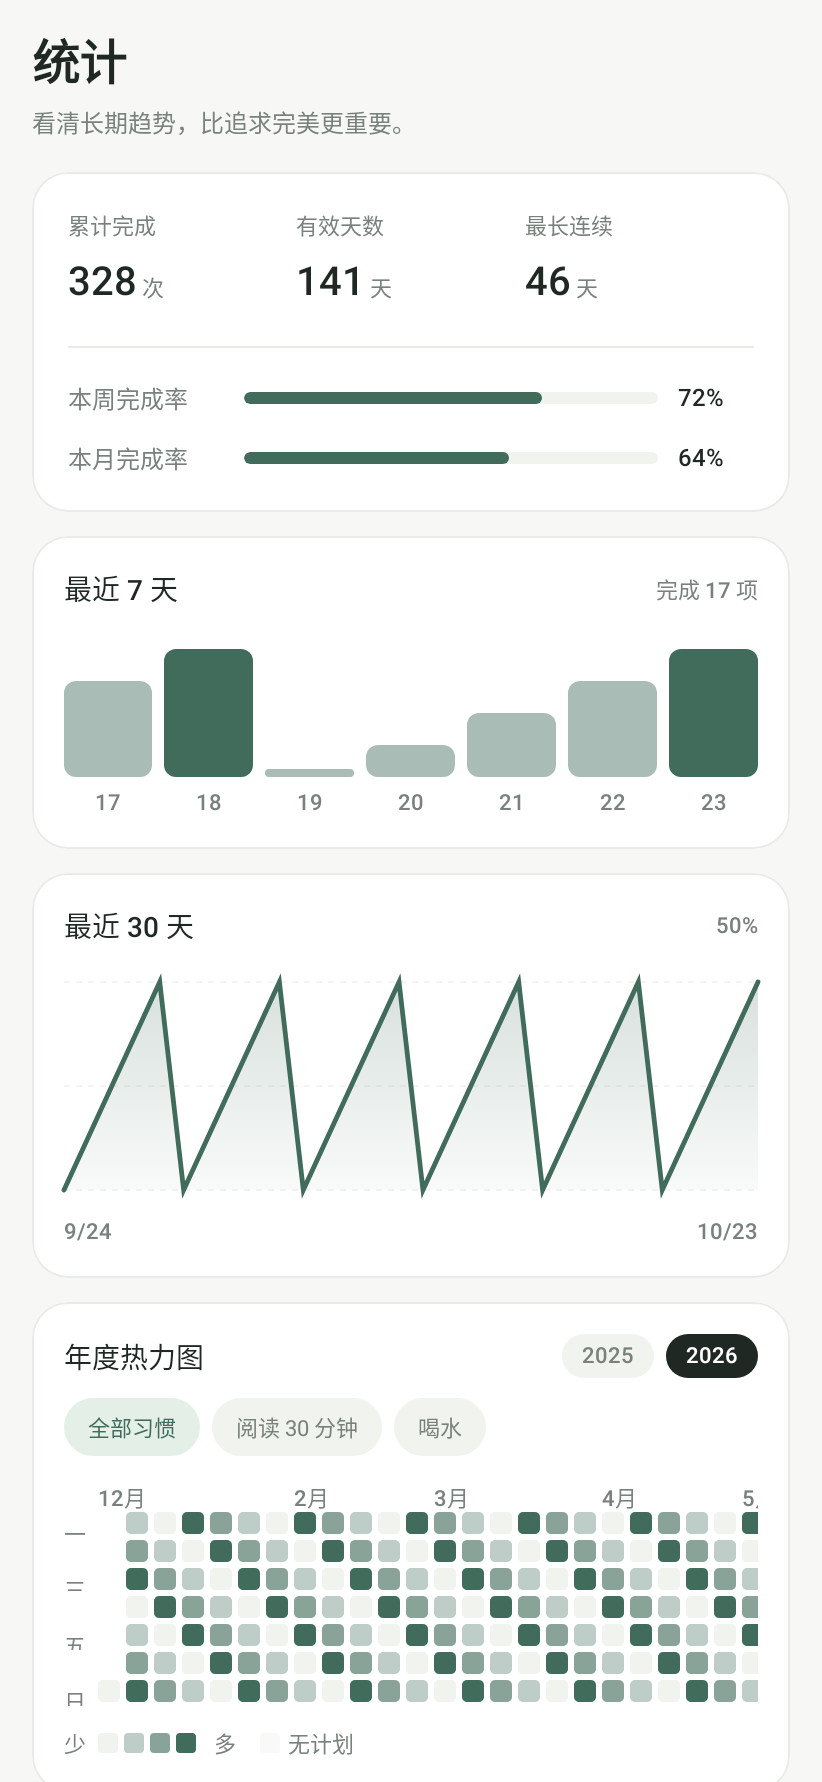 统计
看清长期趋势，比追求完美更重要。
累计完成 有效天数 最长连续
328 次 141 天 46 天
本周完成率 72%
本月完成率 64%
最近 7 天 完成 17 项
17 18 19 20 21 22 23
最近 30 天 50%
9/24 10/23
年度热力图 2025 2026
全部习惯 阅读 30 分钟 喝水
12月 2月 3月 4月 5
一
三
五
日
少 多 无计划